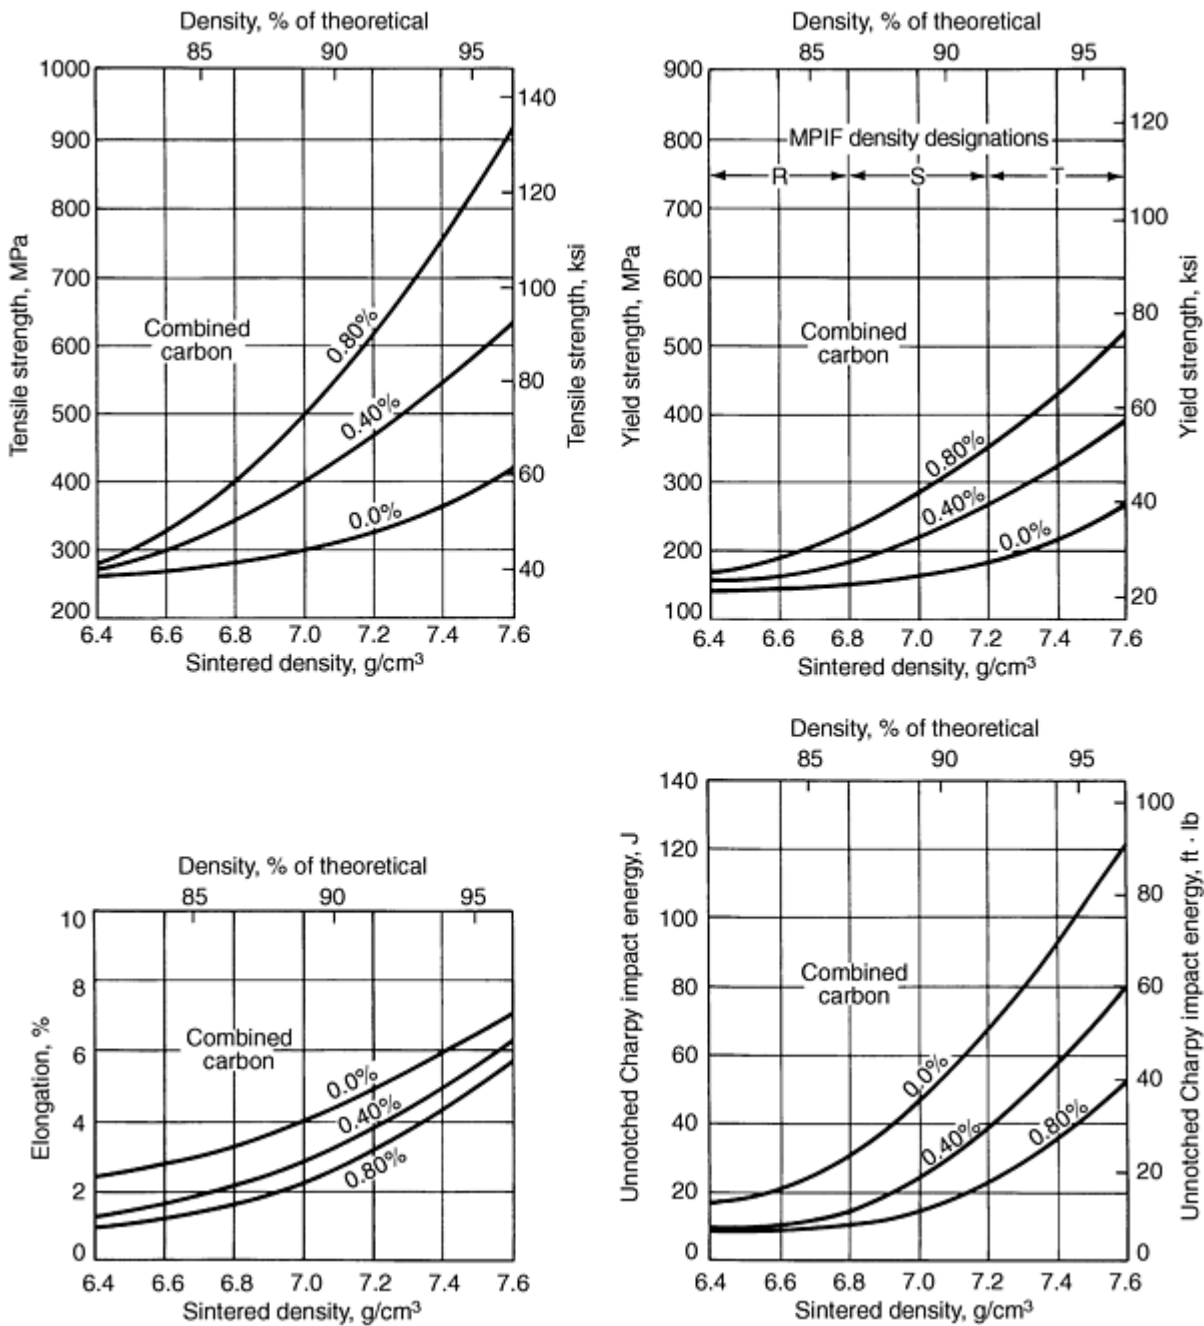 Density, % of theoretical
85 90 95
1000
900
800
700
600
500
400
300
200
Tensile strength, MPa
140
120
100
80
60
40
Tensile strength, ksi
Combined
carbon
0.80%
0.40%
0.0%
6.4 6.6 6.8 7.0 7.2 7.4 7.6
Sintered density, g/cm³
Density, % of theoretical
85 90 95
900
800
700
600
500
400
300
200
100
Yield strength, MPa
120
100
80
60
40
20
Yield strength, ksi
MPIF density designations
R S T
Combined
carbon
0.80%
0.40%
0.0%
6.4 6.6 6.8 7.0 7.2 7.4 7.6
Sintered density, g/cm³
Density, % of theoretical
85 90 95
10
8
6
4
2
0
Elongation, %
Combined
carbon
0.0%
0.40%
0.80%
6.4 6.6 6.8 7.0 7.2 7.4 7.6
Sintered density, g/cm³
Density, % of theoretical
85 90 95
140
120
100
80
60
40
20
0
Unnotched Charpy impact energy, J
100
80
60
40
20
0
Unnotched Charpy impact energy, ft · lb
Combined
carbon
0.0%
0.40%
0.80%
6.4 6.6 6.8 7.0 7.2 7.4 7.6
Sintered density, g/cm³